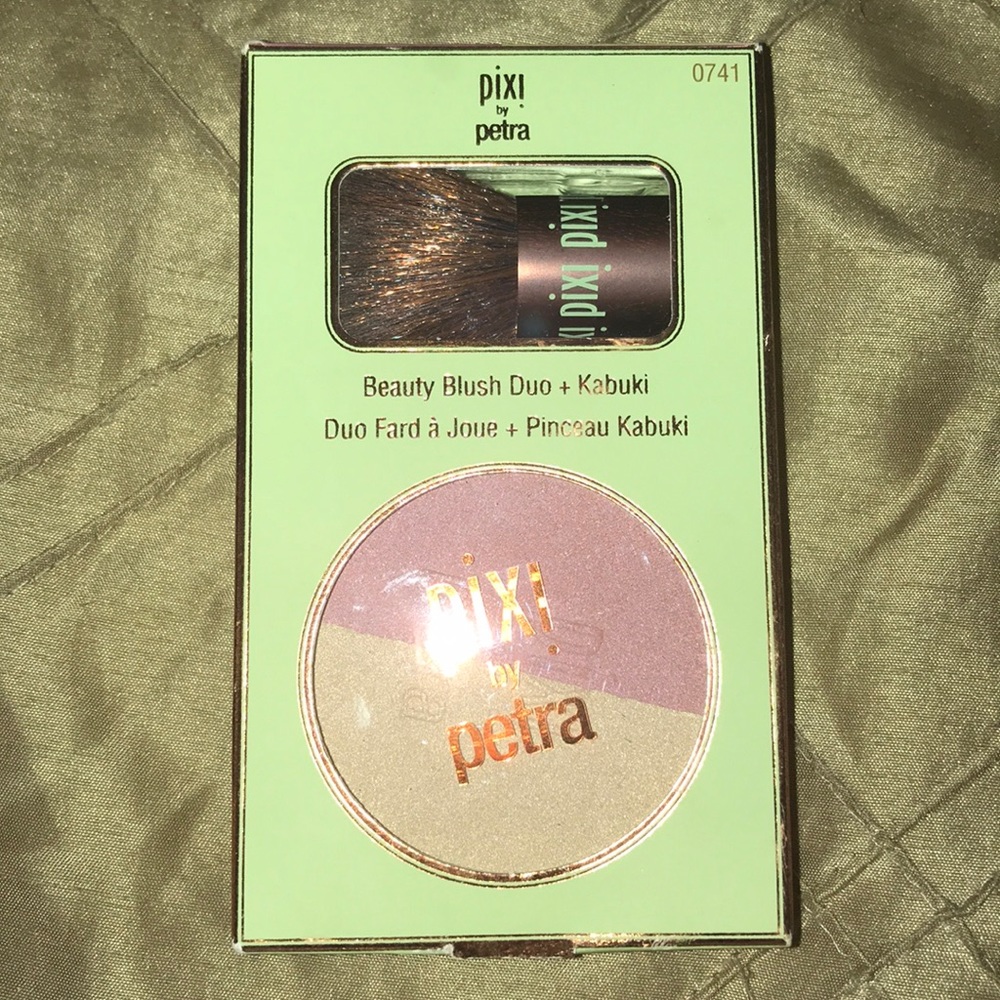 0741
pixi
by
petra
pixi pixi
pixi pixi
Beauty Blush Duo + Kabuki
Duo Fard à Joue + Pinceau Kabuki
pixi
by
petra